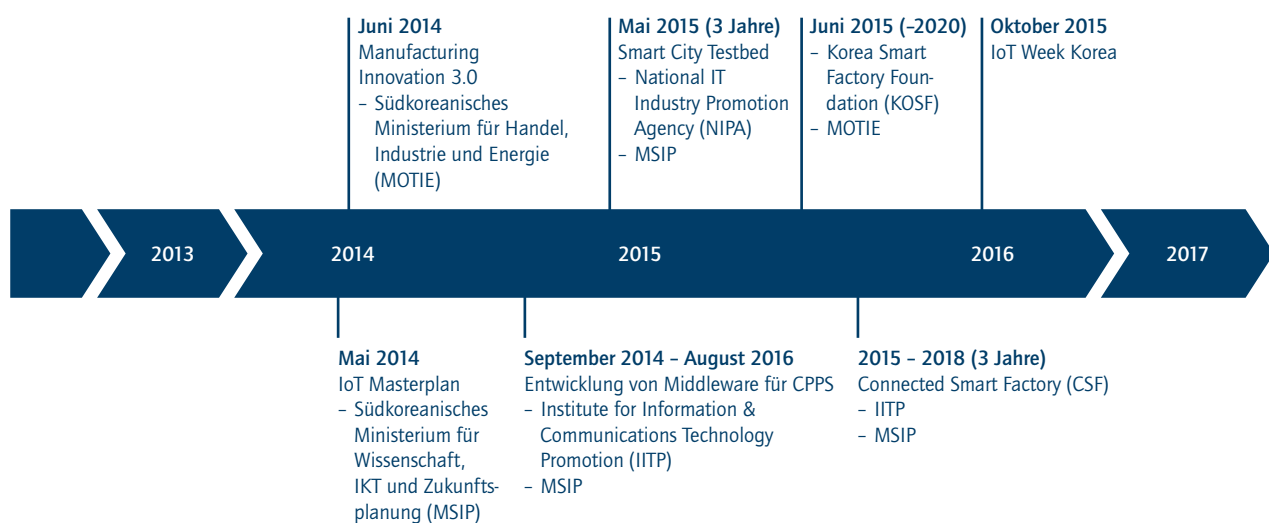 Juni 2014
Manufacturing
Innovation 3.0
– Südkoreanisches
Ministerium für Handel,
Industrie und Energie
(MOTIE)
Mai 2015 (3 Jahre)
Smart City Testbed
– National IT
Industry Promotion
Agency (NIPA)
– MSIP
Juni 2015 (–2020)
– Korea Smart
Factory Foun-
dation (KOSF)
– MOTIE
Oktober 2015
IoT Week Korea
2013
2014
2015
2016
2017
Mai 2014
IoT Masterplan
– Südkoreanisches
Ministerium für
Wissenschaft,
IKT und Zukunfts-
planung (MSIP)
September 2014 – August 2016
Entwicklung von Middleware für CPPS
– Institute for Information &
Communications Technology
Promotion (IITP)
– MSIP
2015 – 2018 (3 Jahre)
Connected Smart Factory (CSF)
– IITP
– MSIP